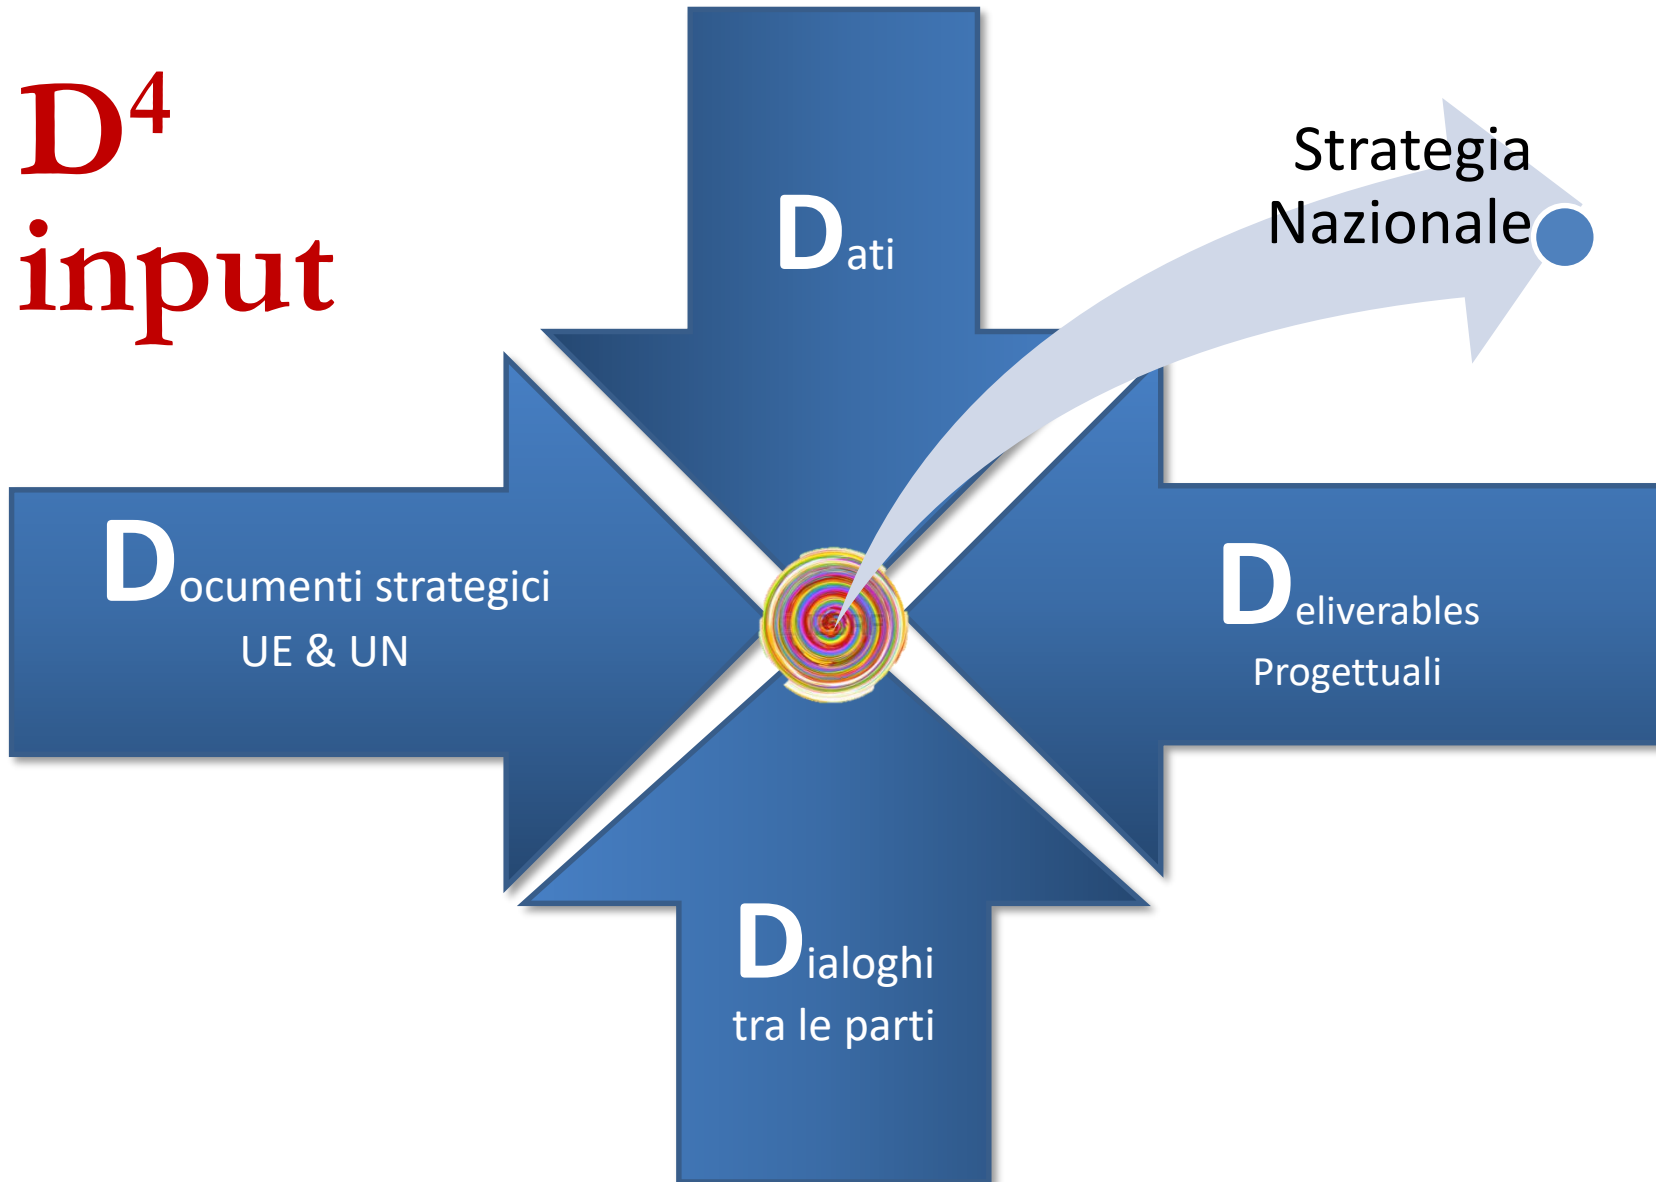 D⁴
input
Strategia
Nazionale
Dati
Documenti strategici
UE & UN
Deliverables
Progettuali
Dialoghi
tra le parti